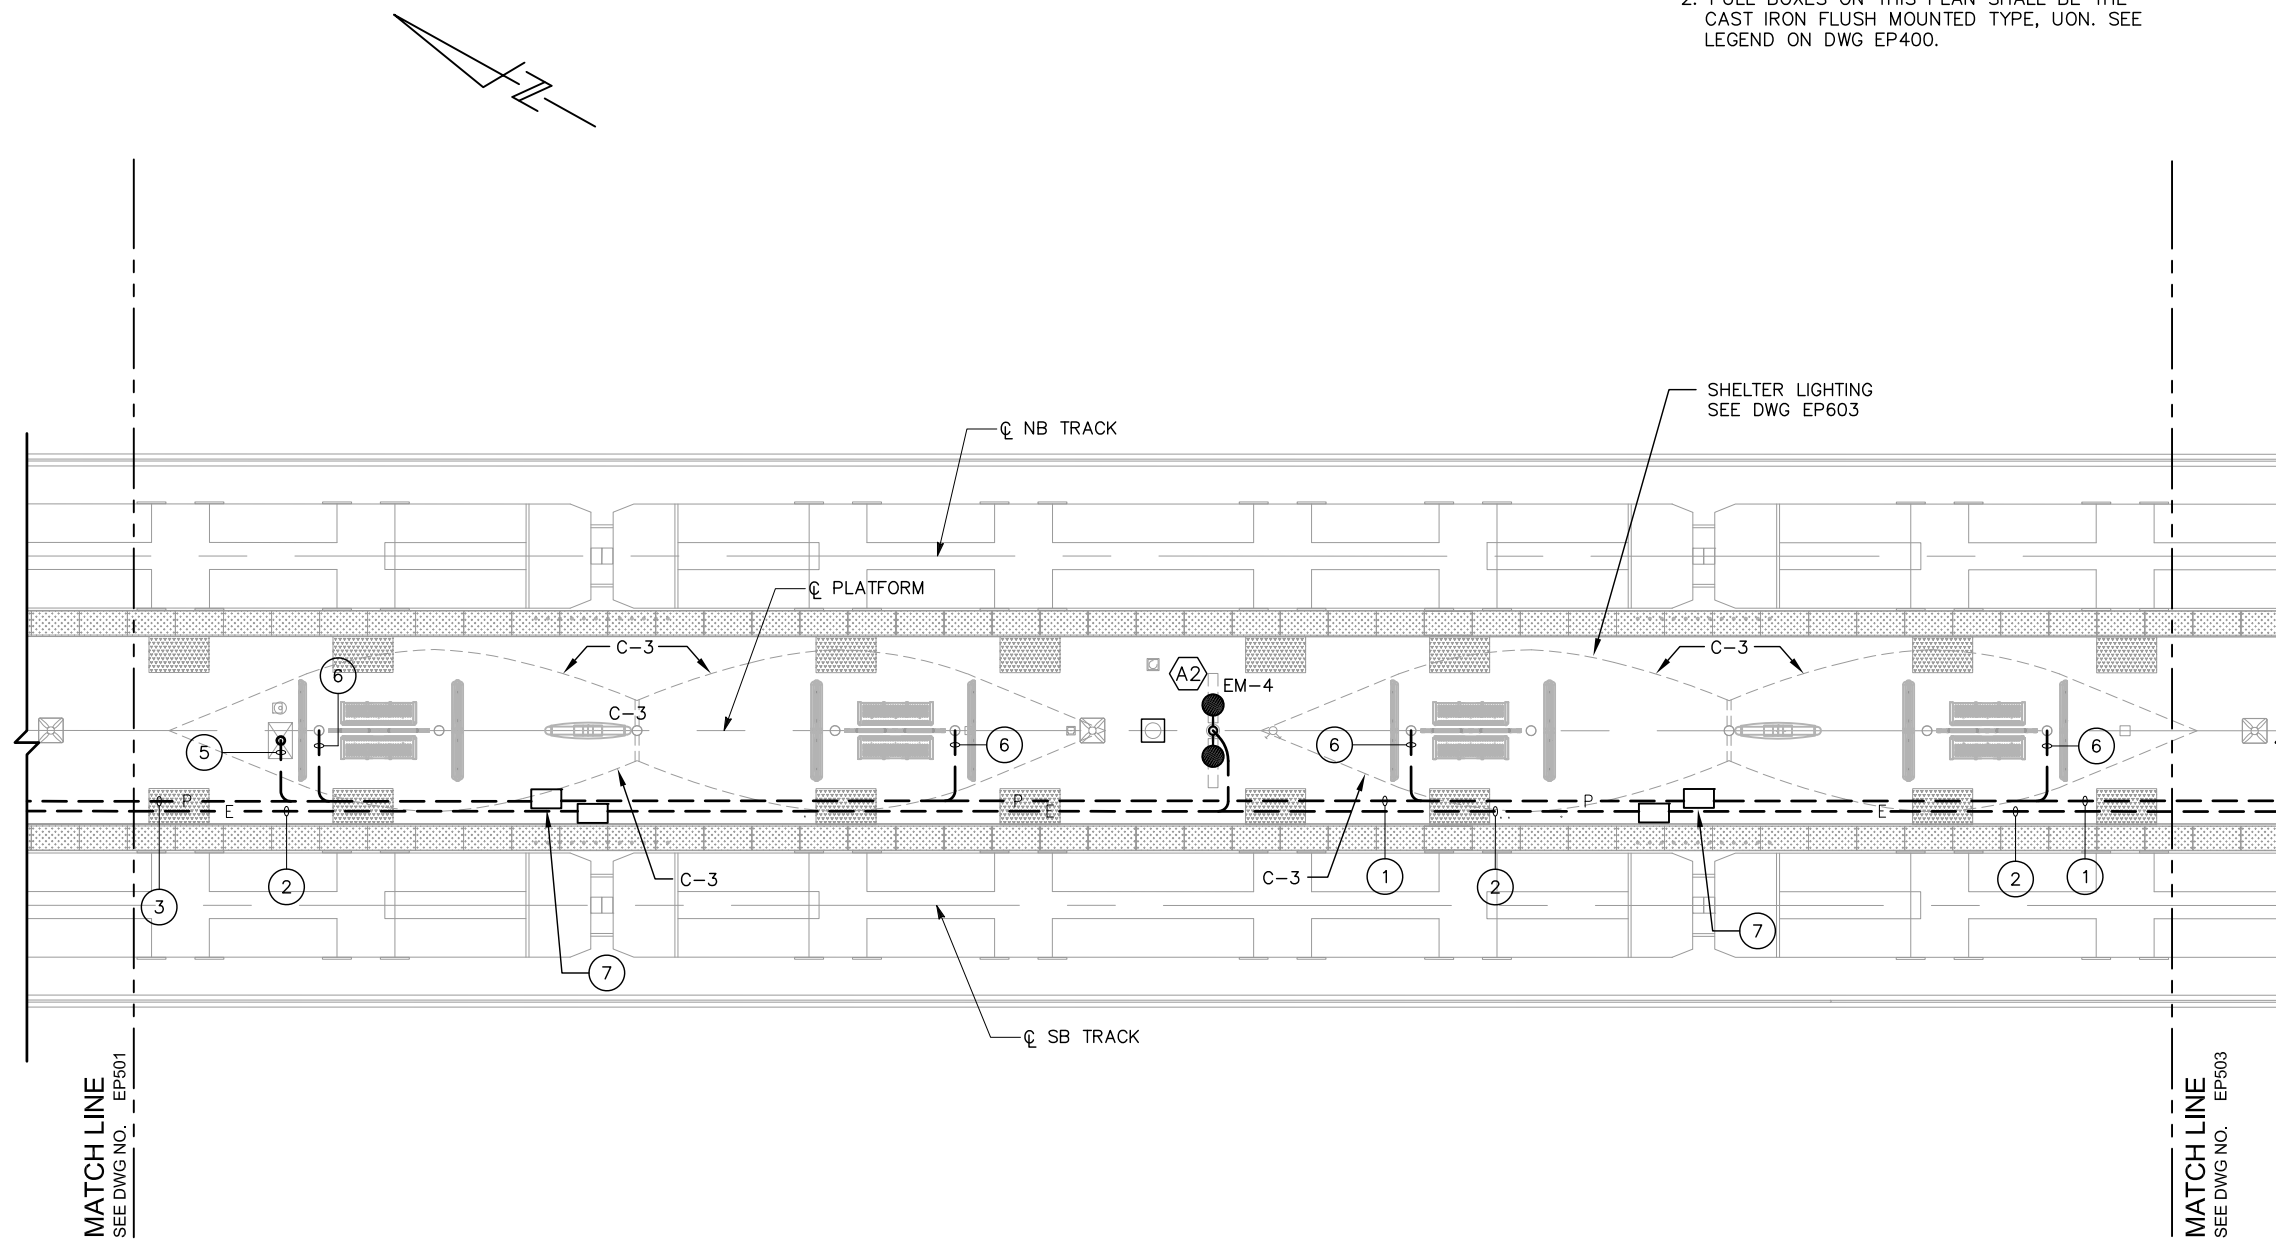 2. PULL BOXES ON THIS PLAN SHALL BE THE
CAST IRON FLUSH MOUNTED TYPE, UON. SEE
LEGEND ON DWG EP400.
SHELTER LIGHTING
SEE DWG EP603
℄ NB TRACK
℄ PLATFORM
C-3
C-3
6
A2
EM-4
C-3
5
6
6
6
P
E
P
E
P
E
C-3
C-3
1
2
2
1
3
2
7
7
℄ SB TRACK
MATCH LINE
SEE DWG NO. EP501
MATCH LINE
SEE DWG NO. EP503